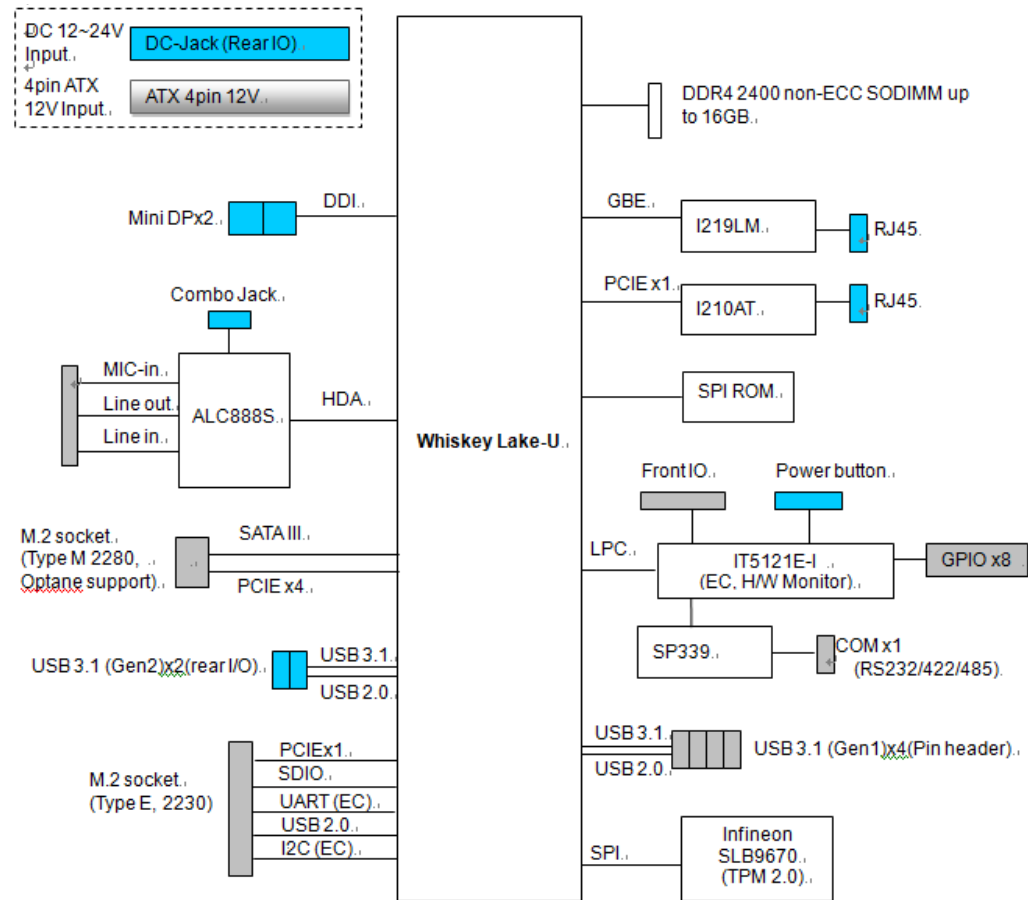 DC 12~24V
Input.
DC-Jack (Rear IO)
4pin ATX
12V Input.
ATX 4pin 12V.
DDR4 2400 non-ECC SODIMM up
to 16GB.
DDI.
Mini DPx2.
GBE.
I219LM.
RJ45.
PCIE x1.
I210AT.
RJ45.
Combo Jack.
MIC-in.
Line out.
Line in.
ALC888S.
HDA.
SPI ROM.
Whiskey Lake-U.
Front IO.
Power button.
M.2 socket.
(Type M 2280, .
Optane support).
SATA III.
PCIE x4.
LPC.
IT5121E-I
(EC, H/W Monitor).
GPIO x8
SP339.
COM x1
(RS232/422/485).
USB 3.1 (Gen2)x2(rear I/O).
USB 3.1.
USB 2.0.
USB 3.1.
USB 2.0.
USB 3.1 (Gen1)x4(Pin header).
M.2 socket.
(Type E, 2230)
PCIEx1.
SDIO.
UART (EC).
USB 2.0.
I2C (EC).
SPI.
Infineon
SLB9670.
(TPM 2.0).